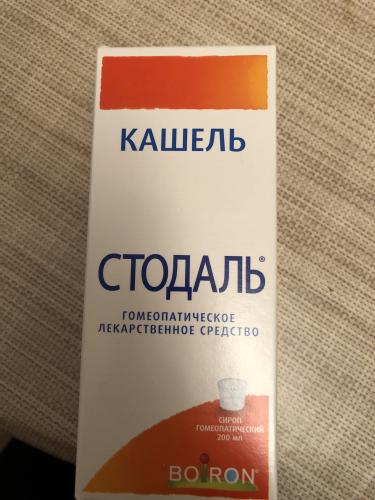 КАШЕЛЬ
СТОДАЛЬ®
ГОМЕОПАТИЧЕСКОЕ
ЛЕКАРСТВЕННОЕ СРЕДСТВО
СИРОП
ГОМЕОПАТИЧЕСКИЙ
200 мл
BOIRON®